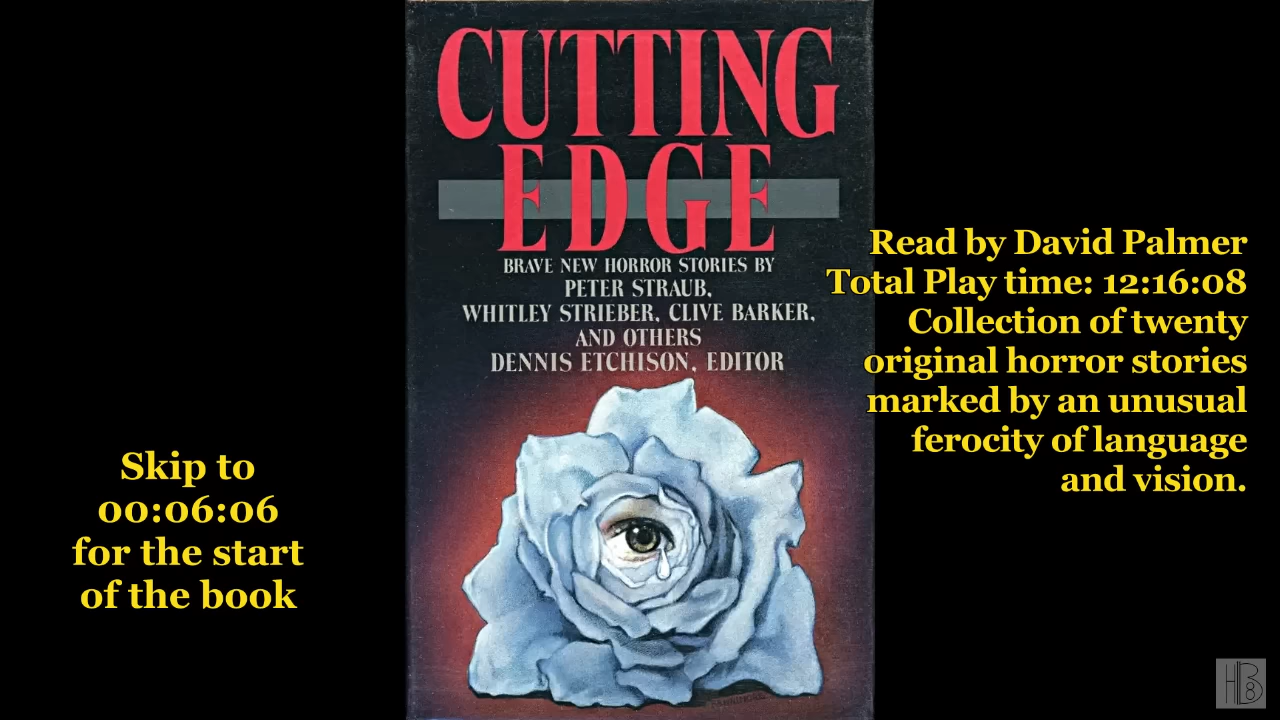 CUTTING
EDGE
BRAVE NEW HORROR STORIES BY
PETER STRAUB,
WHITLEY STRIEBER, CLIVE BARKER,
AND OTHERS
DENNIS ETCHISON, EDITOR
Read by David Palmer
Total Play time: 12:16:08
Collection of twenty
original horror stories
marked by an unusual
ferocity of language
and vision.
Skip to
00:06:06
for the start
of the book